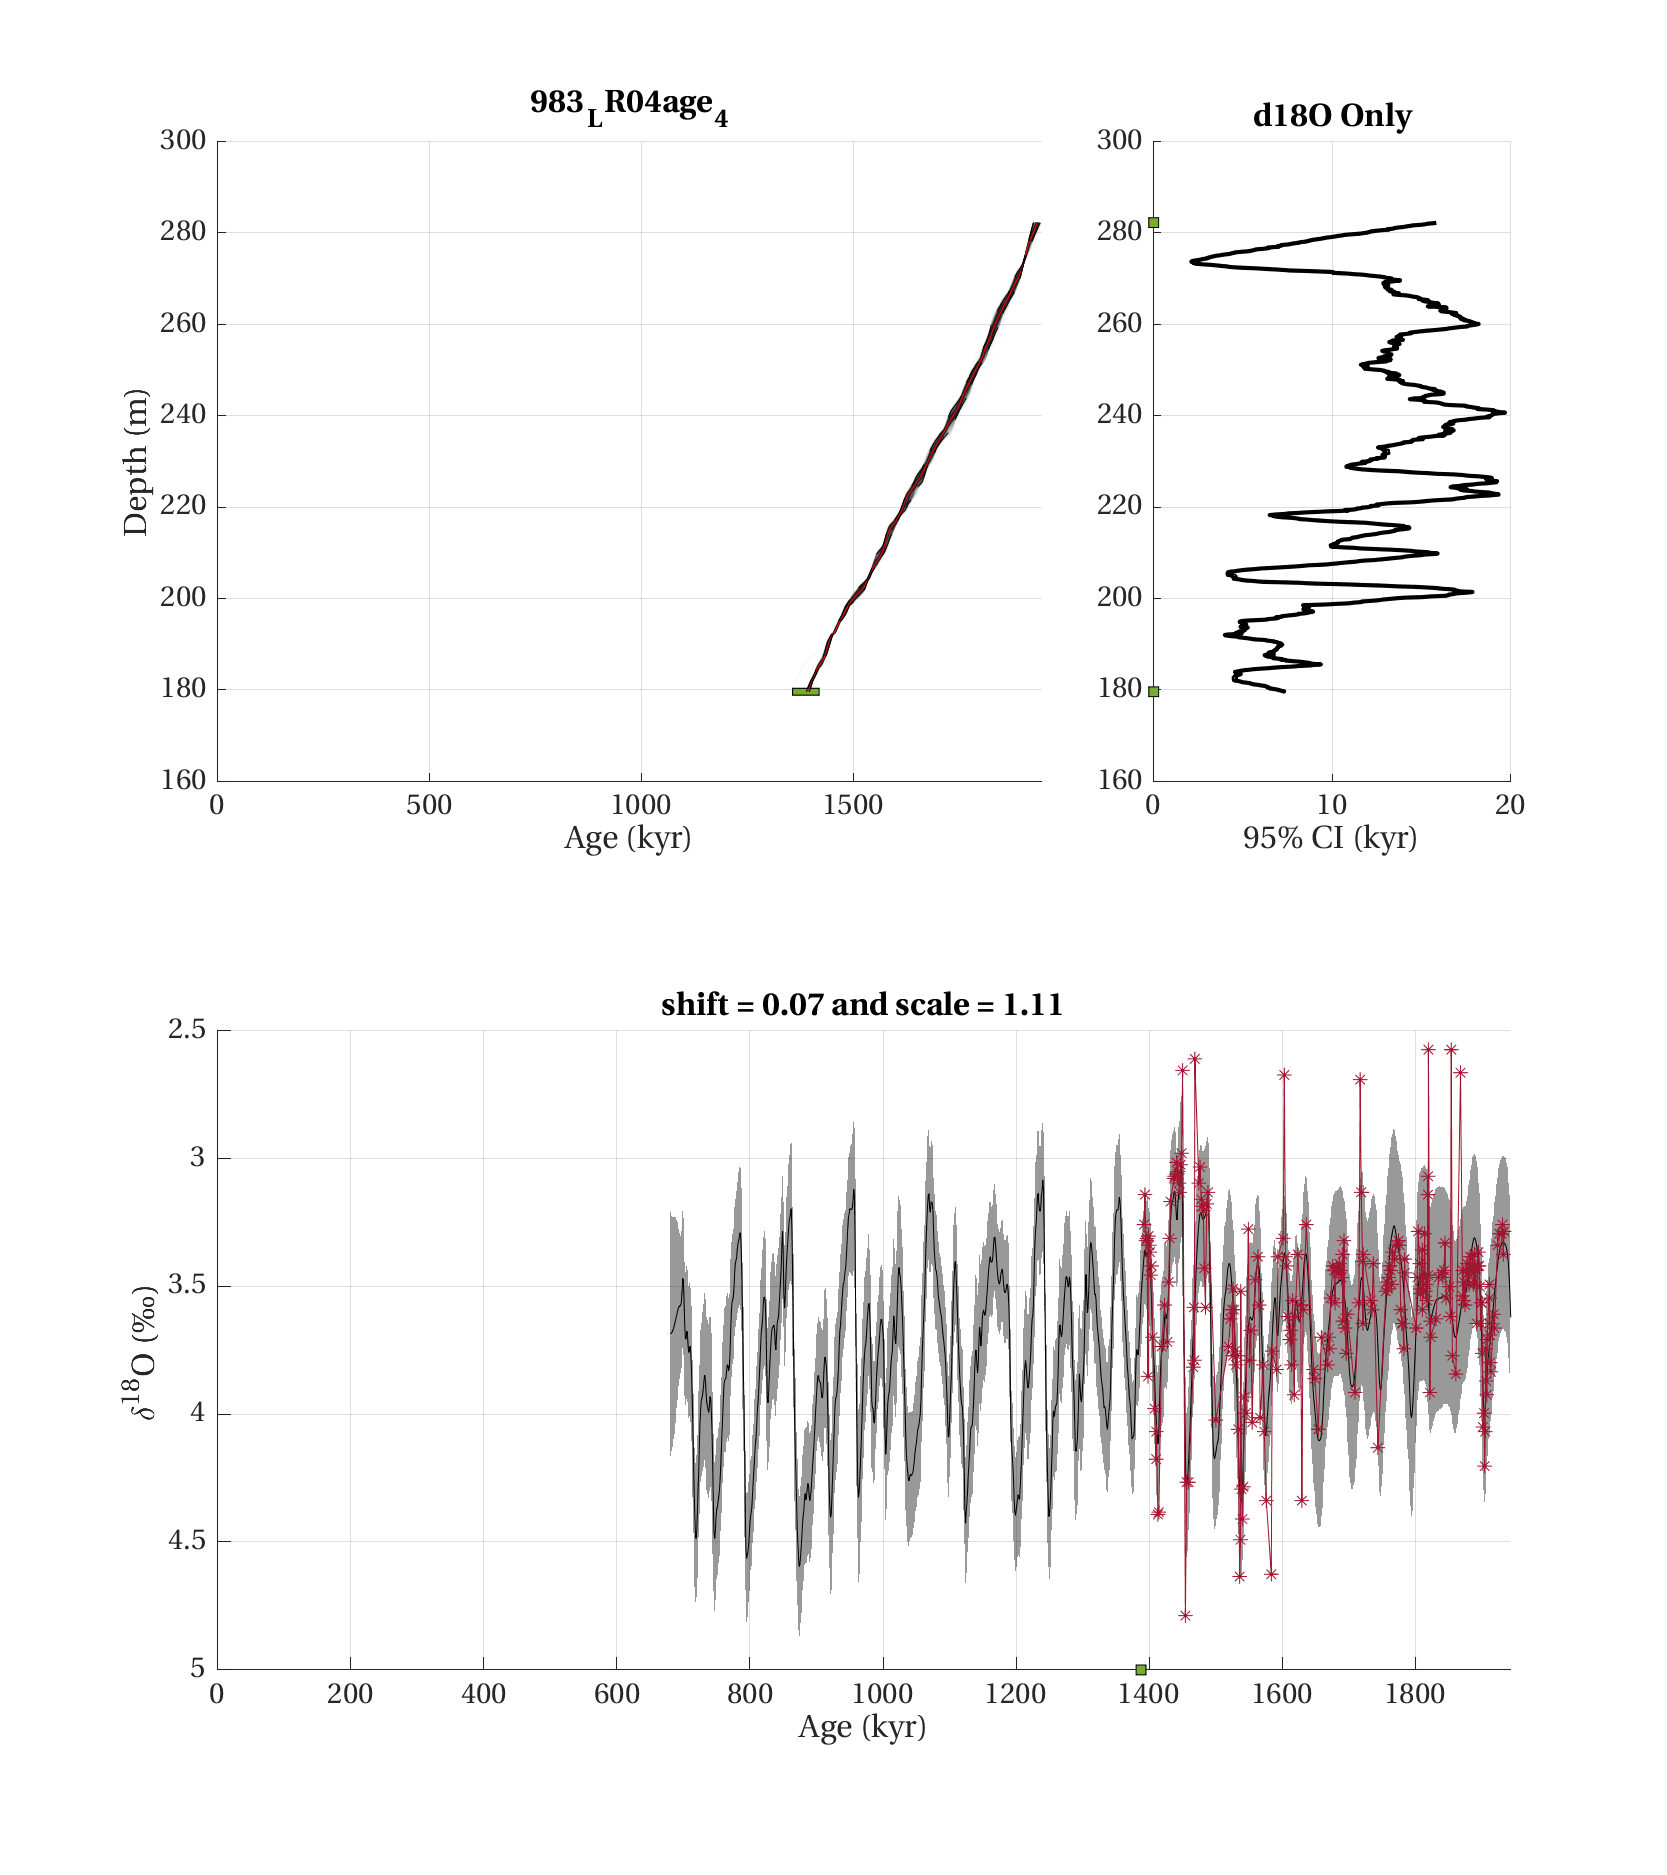 983_LR04age_4
300
280
260
240
220
200
180
160
Depth (m)
0 500 1000 1500
Age (kyr)
d18O Only
300
280
260
240
220
200
180
160
0 10 20
95% CI (kyr)
shift = 0.07 and scale = 1.11
2.5
3
3.5
4
4.5
5
δ18O (‰)
0 200 400 600 800 1000 1200 1400 1600 1800
Age (kyr)